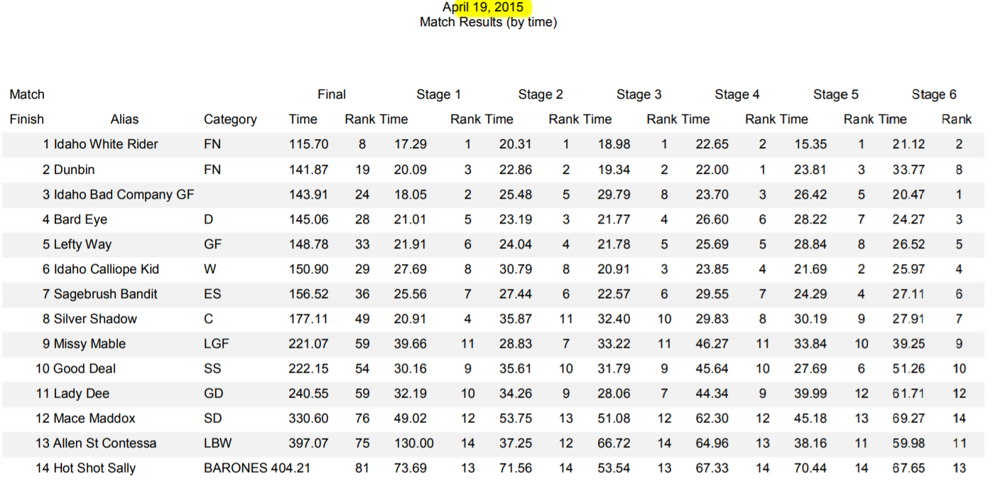 April 19, 2015
Match Results (by time)
Match Final Stage 1 Stage 2 Stage 3 Stage 4 Stage 5 Stage 6
Finish Alias Category Time Rank Time Rank Time Rank Time Rank Time Rank Time Rank Time Rank
1 Idaho White Rider FN 115.70 8 17.29 1 20.31 1 18.98 1 22.65 2 15.35 1 21.12 2
2 Dunbin FN 141.87 19 20.09 3 22.86 2 19.34 2 22.00 1 23.81 3 33.77 8
3 Idaho Bad Company GF 143.91 24 18.05 2 25.48 5 29.79 8 23.70 3 26.42 5 20.47 1
4 Bard Eye D 145.06 28 21.01 5 23.19 3 21.77 4 26.60 6 28.22 7 24.27 3
5 Lefty Way GF 148.78 33 21.91 6 24.04 4 21.78 5 25.69 5 28.84 8 26.52 5
6 Idaho Calliope Kid W 150.90 29 27.69 8 30.79 8 20.91 3 23.85 4 21.69 2 25.97 4
7 Sagebrush Bandit ES 156.52 36 25.56 7 27.44 6 22.57 6 29.55 7 24.29 4 27.11 6
8 Silver Shadow C 177.11 49 20.91 4 35.87 11 32.40 10 29.83 8 30.19 9 27.91 7
9 Missy Mable LGF 221.07 59 39.66 11 28.83 7 33.22 11 46.27 11 33.84 10 39.25 9
10 Good Deal SS 222.15 54 30.16 9 35.61 10 31.79 9 45.64 10 27.69 6 51.26 10
11 Lady Dee GD 240.55 59 32.19 10 34.26 9 28.06 7 44.34 9 39.99 12 61.71 12
12 Mace Maddox SD 330.60 76 49.02 12 53.75 13 51.08 12 62.30 12 45.18 13 69.27 14
13 Allen St Contessa LBW 397.07 75 130.00 14 37.25 12 66.72 14 64.96 13 38.16 11 59.98 11
14 Hot Shot Sally BARONES 404.21 81 73.69 13 71.56 14 53.54 13 67.33 14 70.44 14 67.65 13